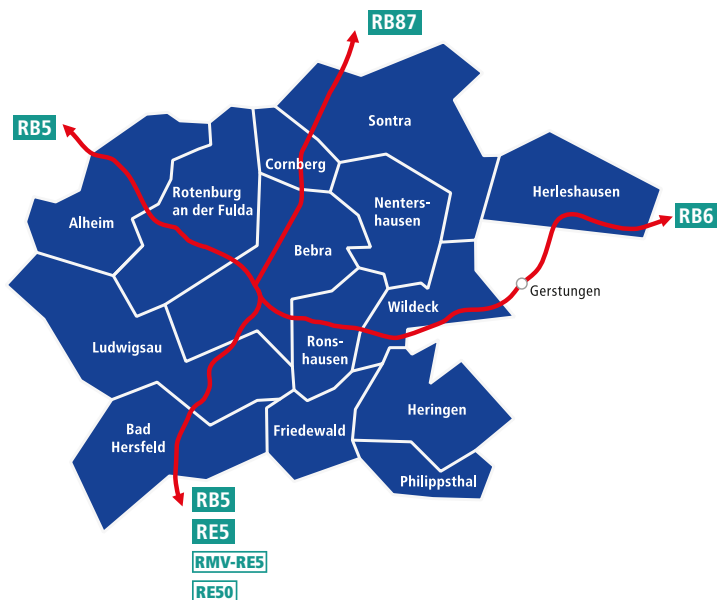 RB87
RB5
Sontra
Cornberg
Rotenburg
an der Fulda
Herleshausen
Nenters-
hausen
Alheim
RB6
Bebra
Gerstungen
Wildeck
Ludwigsau
Rons-
hausen
Heringen
Bad
Hersfeld
Friedewald
Philippsthal
RB5
RE5
RMV-RE5
RE50